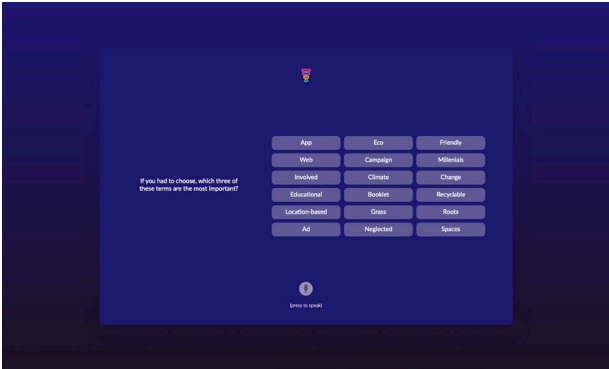 If you had to choose, which three of
these terms are the most important?
App
Eco
Friendly
Web
Campaign
Millenials
Involved
Climate
Change
Educational
Booklet
Recyclable
Location-based
Grass
Roots
Ad
Neglected
Spaces
(press to speak)